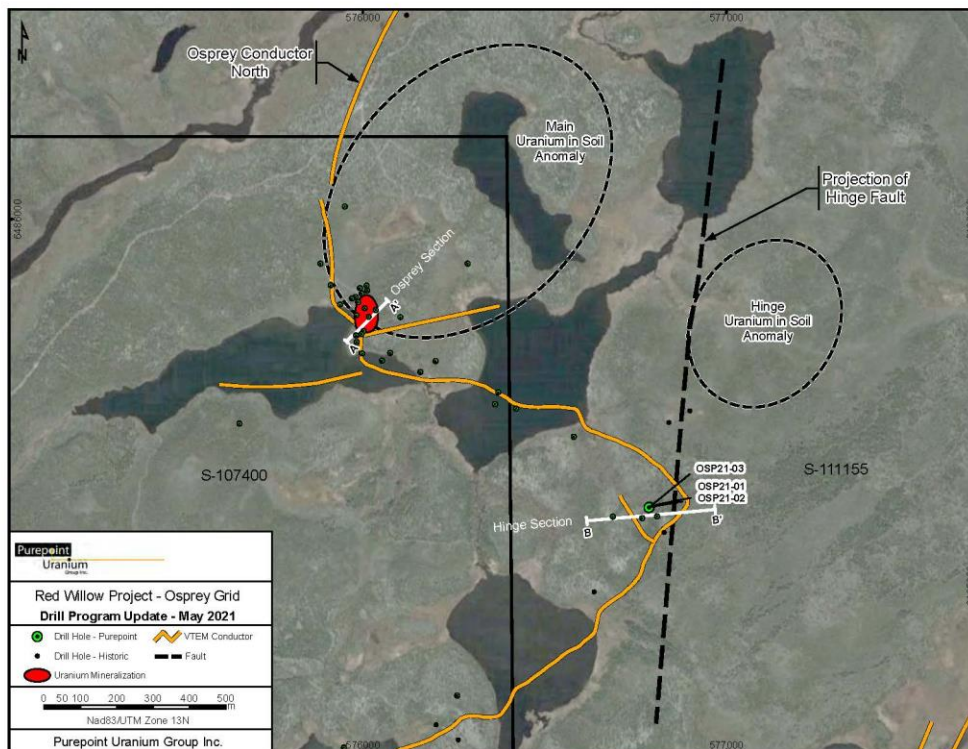 576000
577000
N
Osprey Conductor
North
Main
Uranium in Soil
Anomaly
Projection of
Hinge Fault
6486000
Osprey Section
A'
A
Hinge
Uranium in Soil
Anomaly
S-107400
S-111155
OSP21-03
OSP21-01
OSP21-02
Hinge Section
B
B'
Purepoint
Uranium
Group Inc.
Red Willow Project - Osprey Grid
Drill Program Update - May 2021
Drill Hole - Purepoint
VTEM Conductor
Drill Hole - Historic
Fault
Uranium Mineralization
0 50 100 200 300 400 500
m
Nad83/UTM Zone 13N
Purepoint Uranium Group Inc.
576000
577000